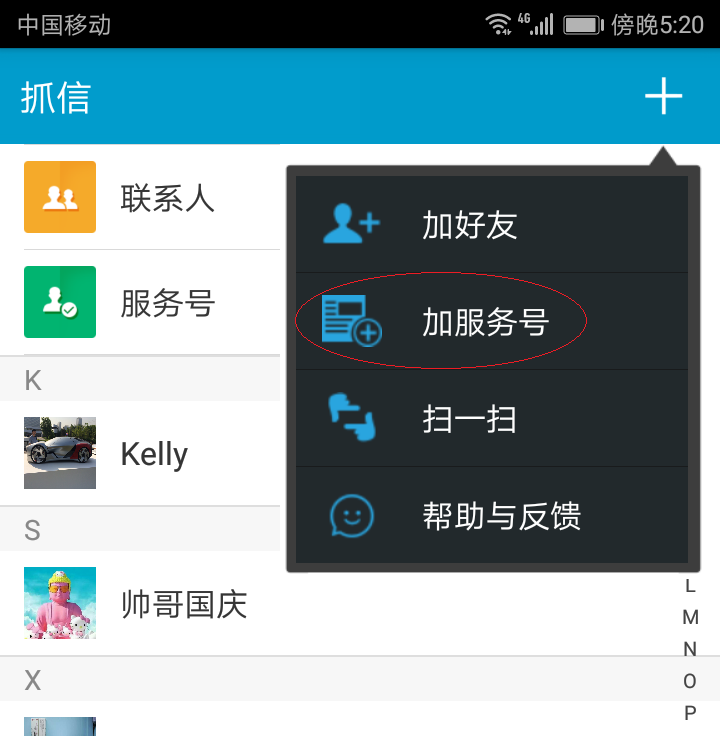 中国移动 4G 傍晚5:20
抓信
联系人
服务号
K
Kelly
S
帅哥国庆
X
加好友
加服务号
扫一扫
帮助与反馈
L
M
N
O
P